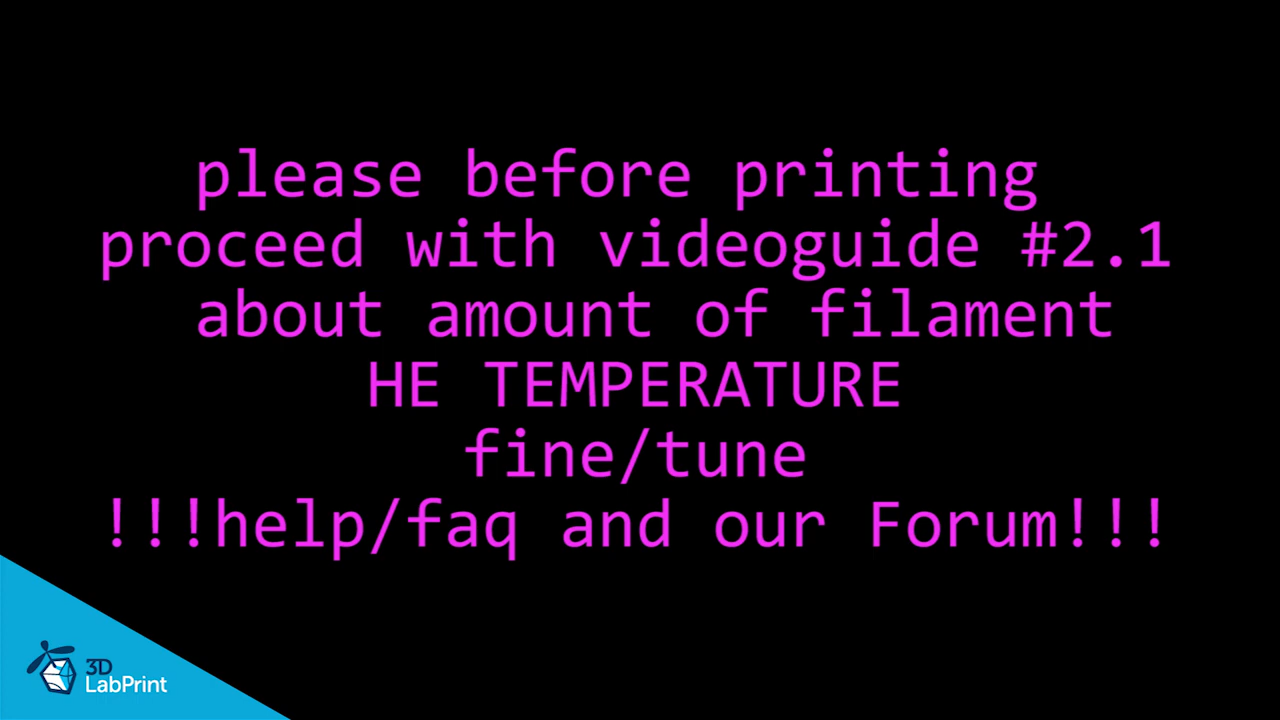 please before printing
proceed with videoguide #2.1
about amount of filament
HE TEMPERATURE
fine/tune
!!!help/faq and our Forum!!!
3D
LabPrint